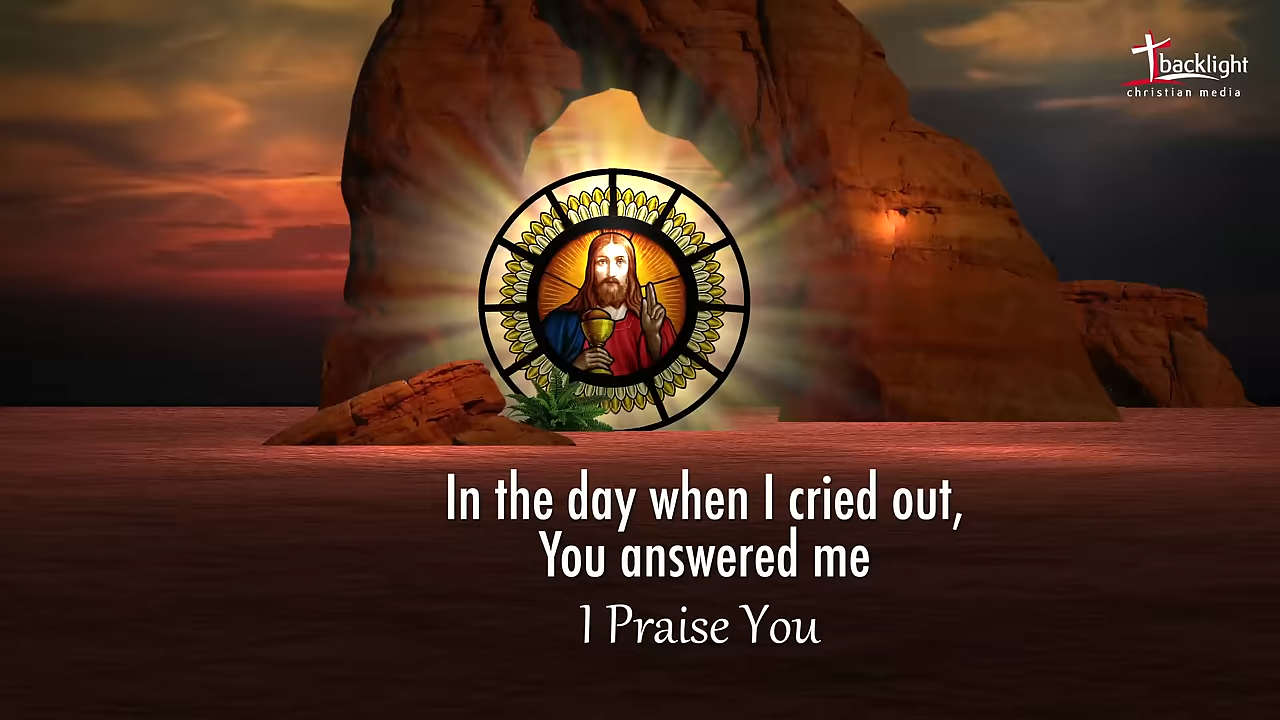 backlight
christian media
In the day when I cried out,
You answered me
I Praise You